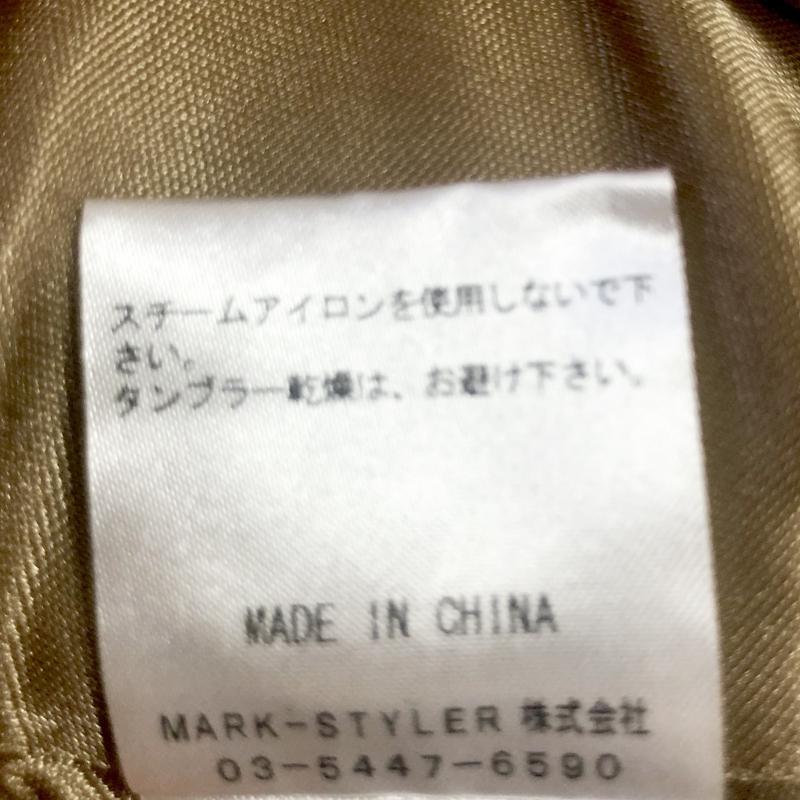 スチームアイロンを使用しないで下
さい。
タンブラー乾燥は、お避け下さい。
MADE IN CHINA
MARK-STYLER 株式会社
03-5447-6590